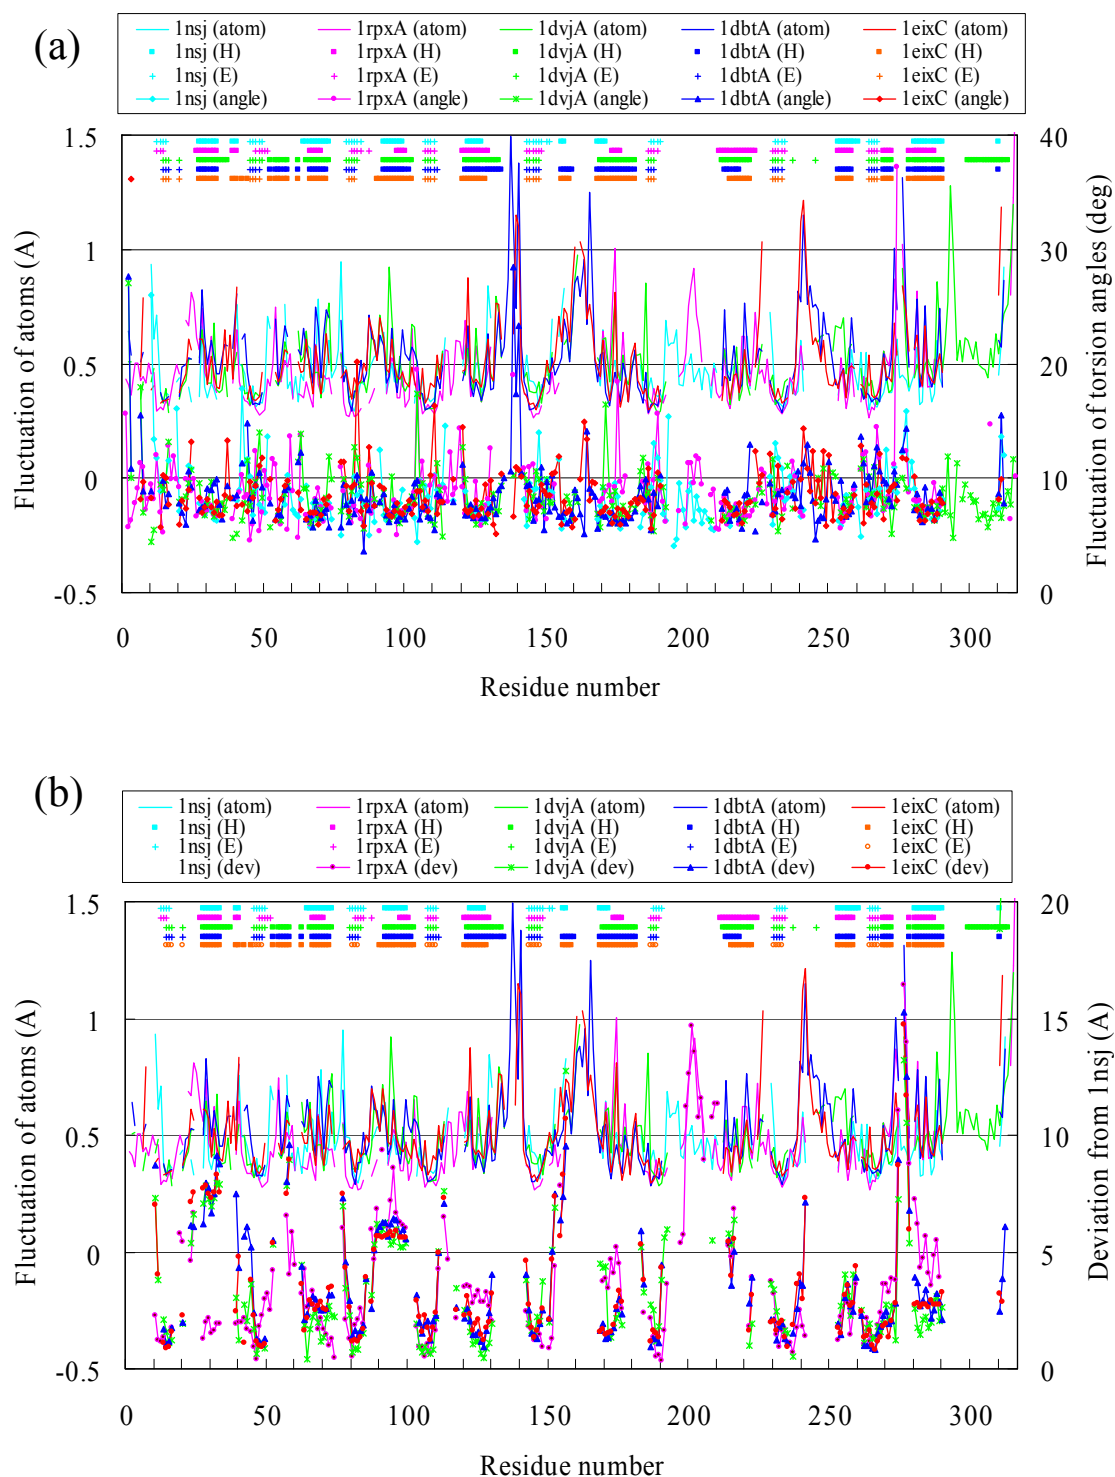 (a)
1nsj (atom) 1rpxA (atom) 1dvjA (atom) 1dbtA (atom) 1eixC (atom)
1nsj (H) 1rpxA (H) 1dvjA (H) 1dbtA (H) 1eixC (H)
1nsj (E) 1rpxA (E) 1dvjA (E) 1dbtA (E) 1eixC (E)
1nsj (angle) 1rpxA (angle) 1dvjA (angle) 1dbtA (angle) 1eixC (angle)
Fluctuation of atoms (A)
1.5
1
0.5
0
-0.5
40
30
20
10
0
Fluctuation of torsion angles (deg)
0 50 100 150 200 250 300
Residue number
(b)
1nsj (atom) 1rpxA (atom) 1dvjA (atom) 1dbtA (atom) 1eixC (atom)
1nsj (H) 1rpxA (H) 1dvjA (H) 1dbtA (H) 1eixC (H)
1nsj (E) 1rpxA (E) 1dvjA (E) 1dbtA (E) 1eixC (E)
1nsj (dev) 1rpxA (dev) 1dvjA (dev) 1dbtA (dev) 1eixC (dev)
Fluctuation of atoms (A)
1.5
1
0.5
0
-0.5
20
15
10
5
0
Deviation from 1nsj (A)
0 50 100 150 200 250 300
Residue number